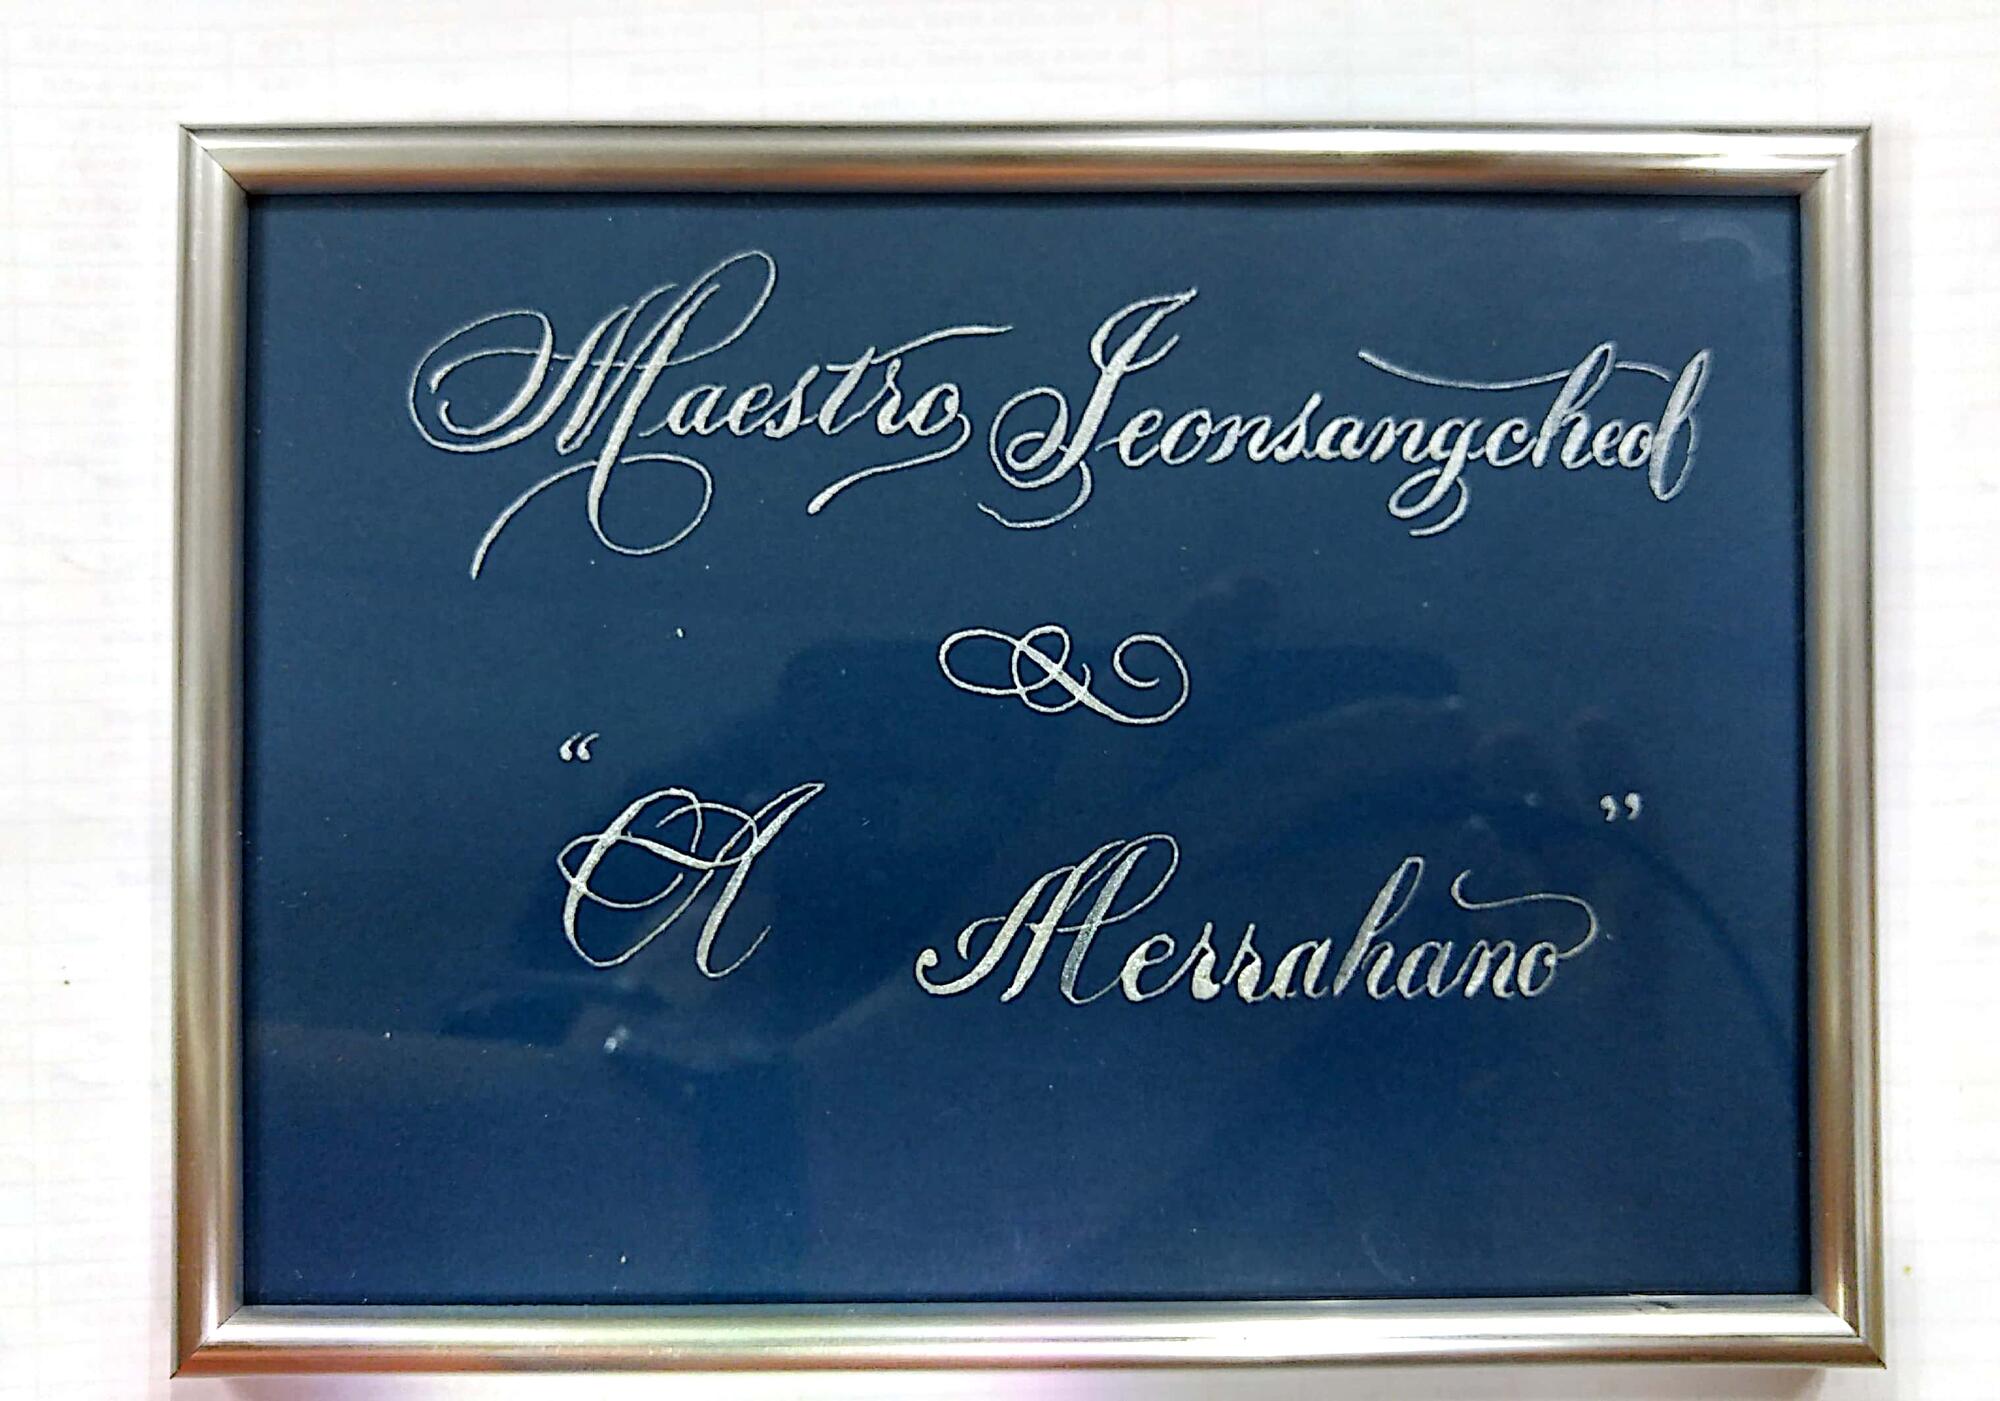 Maestro Jeonsangcheol
&
“A Merrahano”